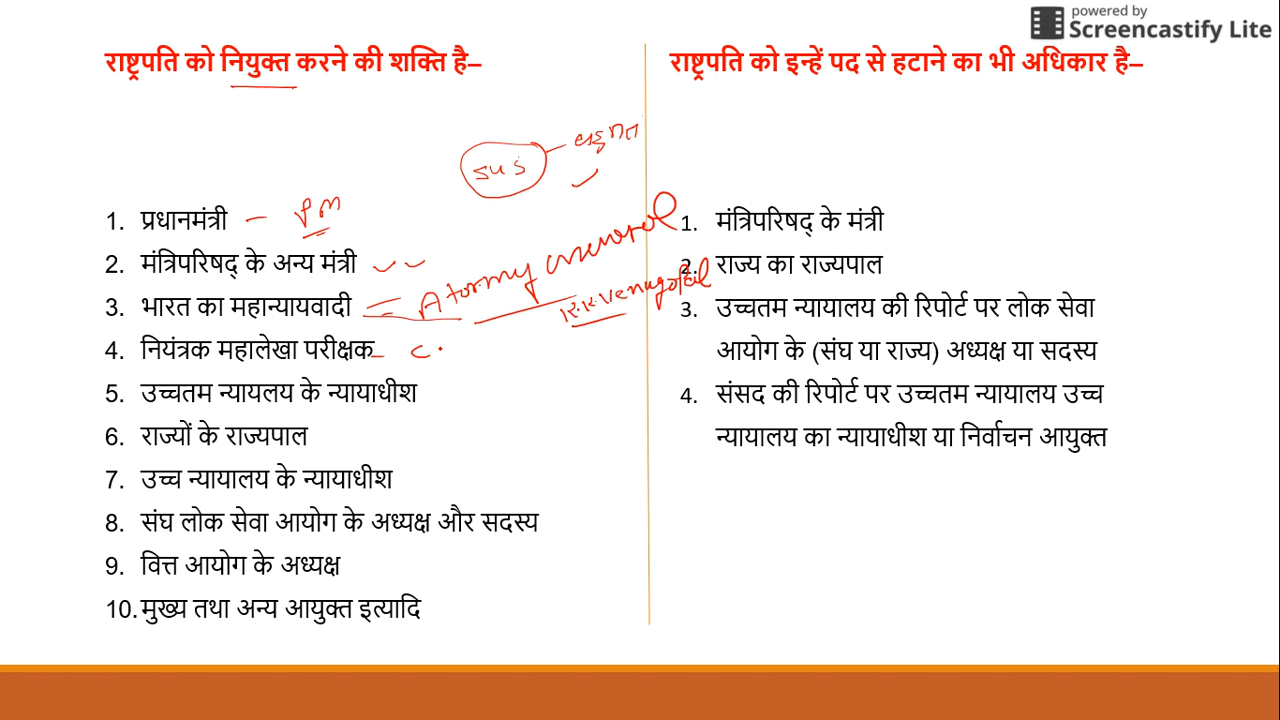 powered by
Screencastify Lite
राष्ट्रपति को नियुक्त करने की शक्ति है–
बहुमत
1. प्रधानमंत्री – PM
2. मंत्रिपरिषद् के अन्य मंत्री
3. भारत का महान्यायवादी = Atorny General
K.K.Venugopal
4. नियंत्रक महालेखा परीक्षक – C.
5. उच्चतम न्यायलय के न्यायाधीश
6. राज्यों के राज्यपाल
7. उच्च न्यायालय के न्यायाधीश
8. संघ लोक सेवा आयोग के अध्यक्ष और सदस्य
9. वित्त आयोग के अध्यक्ष
10. मुख्य तथा अन्य आयुक्त इत्यादि
राष्ट्रपति को इन्हें पद से हटाने का भी अधिकार है–
1. मंत्रिपरिषद् के मंत्री
2. राज्य का राज्यपाल
3. उच्चतम न्यायालय की रिपोर्ट पर लोक सेवा
आयोग के (संघ या राज्य) अध्यक्ष या सदस्य
4. संसद की रिपोर्ट पर उच्चतम न्यायालय उच्च
न्यायालय का न्यायाधीश या निर्वाचन आयुक्त